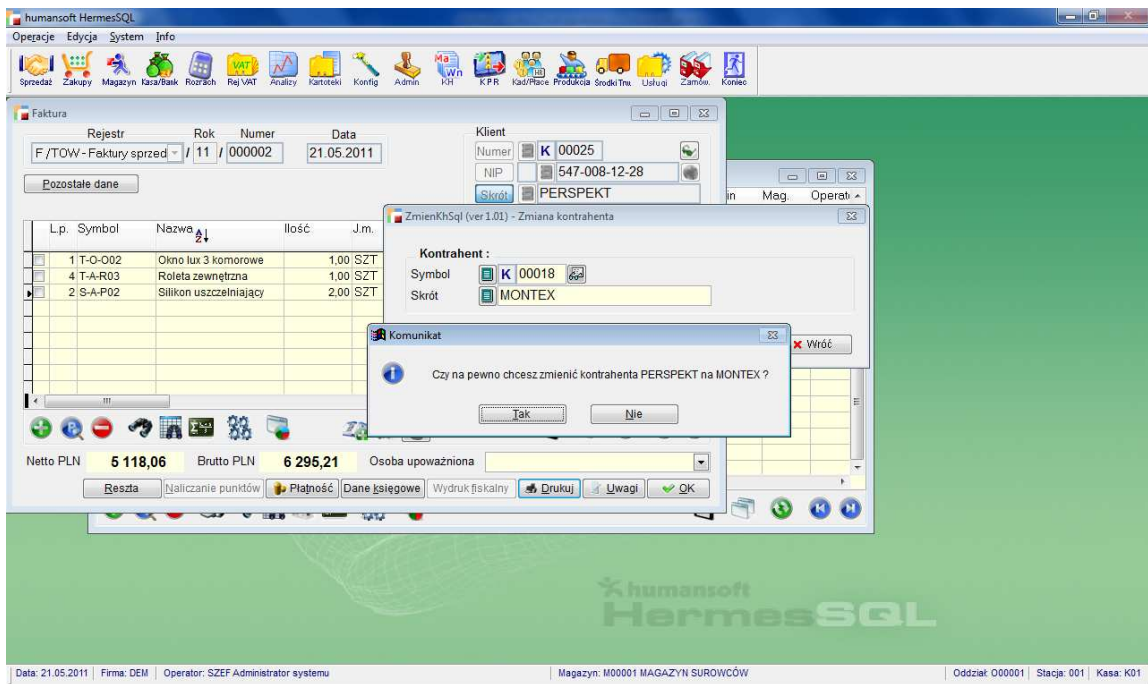 humansoft HermesSQL
Operacje Edycja System Info
Sprzedaż Zakupy Magazyn Kasa/Bank Rozrach Rej VAT Analizy Kartoteki Konfig Admin KH K P R Kad/Płace Produkcja Środki Trw. Usługi Zamów. Koniec
Faktura
Rejestr Rok Numer Data Klient
F /TOW - Faktury sprzed / 11 / 000002 21.05.2011 Numer K 00025
NIP 547-008-12-28
Pozostałe dane
Skrót PERSPEKT
Mag. Operat
ZmienKhSql (ver 1.01) - Zmiana kontrahenta
L.p. Symbol Nazwa Ilość J.m.
Kontrahent :
1 T-O-O02 Okno lux 3 komorowe 1,00 SZT
Symbol K 00018
4 T-A-R03 Roleta zewnętrzna 1,00 SZT
Skrót MONTEX
2 S-A-P02 Silikon uszczelniający 2,00 SZT
Komunikat
Wróć
Czy na pewno chcesz zmienić kontrahenta PERSPEKT na MONTEX ?
Tak Nie
Netto PLN 5 118,06 Brutto PLN 6 295,21 Osoba upoważniona
Reszta Naliczanie punktów Płatność Dane księgowe Wydruk fiskalny Drukuj Uwagi OK
humansoft
HermesSQL
Data: 21.05.2011 Firma: DEM Operator: SZEF Administrator systemu Magazyn: M00001 MAGAZYN SUROWCÓW Oddział: O00001 Stacja: 001 Kasa: K01